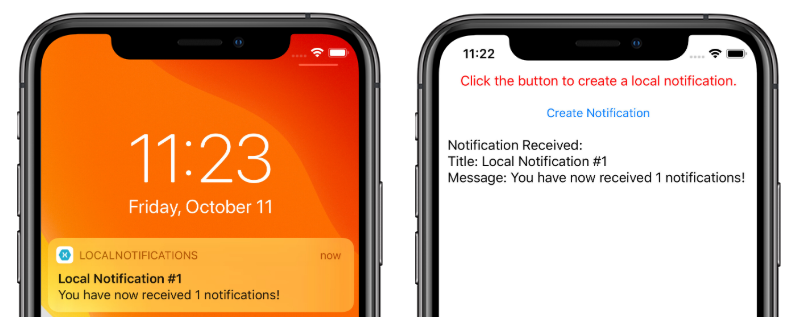 11:23
Friday, October 11
LOCALNOTIFICATIONS now
Local Notification #1
You have now received 1 notifications!
11:22
Click the button to create a local notification.
Create Notification
Notification Received:
Title: Local Notification #1
Message: You have now received 1 notifications!